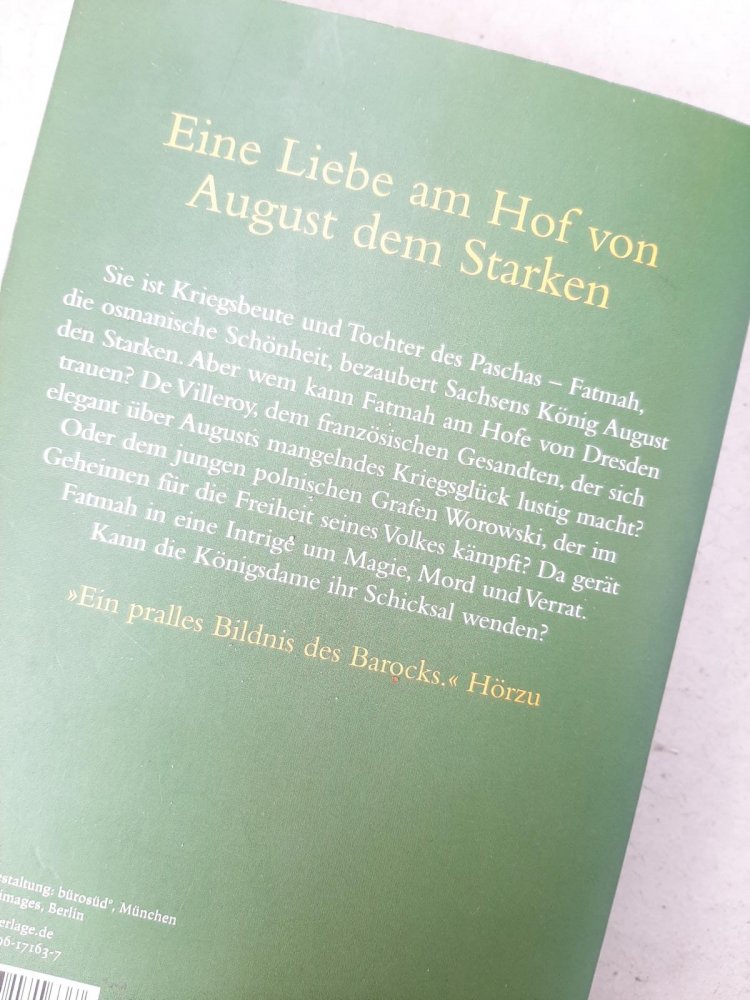 Eine Liebe am Hof von
August dem Starken
Sie ist Kriegsbeute und Tochter des Paschas – Fatmah,
die osmanische Schönheit, bezaubert Sachsens König August
den Starken. Aber wem kann Fatmah am Hofe von Dresden
trauen? De Villeroy, dem französischen Gesandten, der sich
elegant über Augusts mangelndes Kriegsglück lustig macht?
Oder dem jungen polnischen Grafen Worowski, der im
Geheimen für die Freiheit seines Volkes kämpft? Da gerät
Fatmah in eine Intrige um Magie, Mord und Verrat.
Kann die Königsdame ihr Schicksal wenden?
»Ein pralles Bildnis des Barocks.« Hörzu
estaltung: bürosüd°, München
images, Berlin
erlage.de
96-17163-7